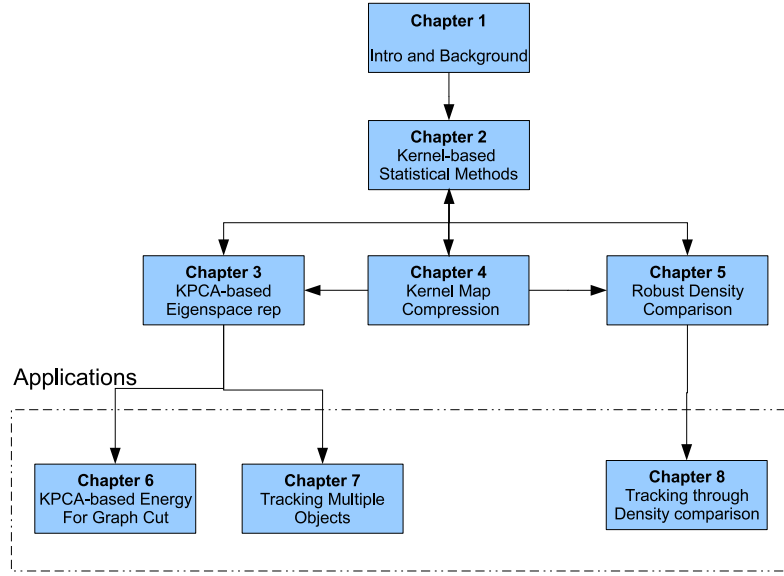 Chapter 1
Intro and Background
Chapter 2
Kernel-based
Statistical Methods
Chapter 3
KPCA-based
Eigenspace rep
Chapter 4
Kernel Map
Compression
Chapter 5
Robust Density
Comparison
Applications
Chapter 6
KPCA-based Energy
For Graph Cut
Chapter 7
Tracking Multiple
Objects
Chapter 8
Tracking through
Density comparison